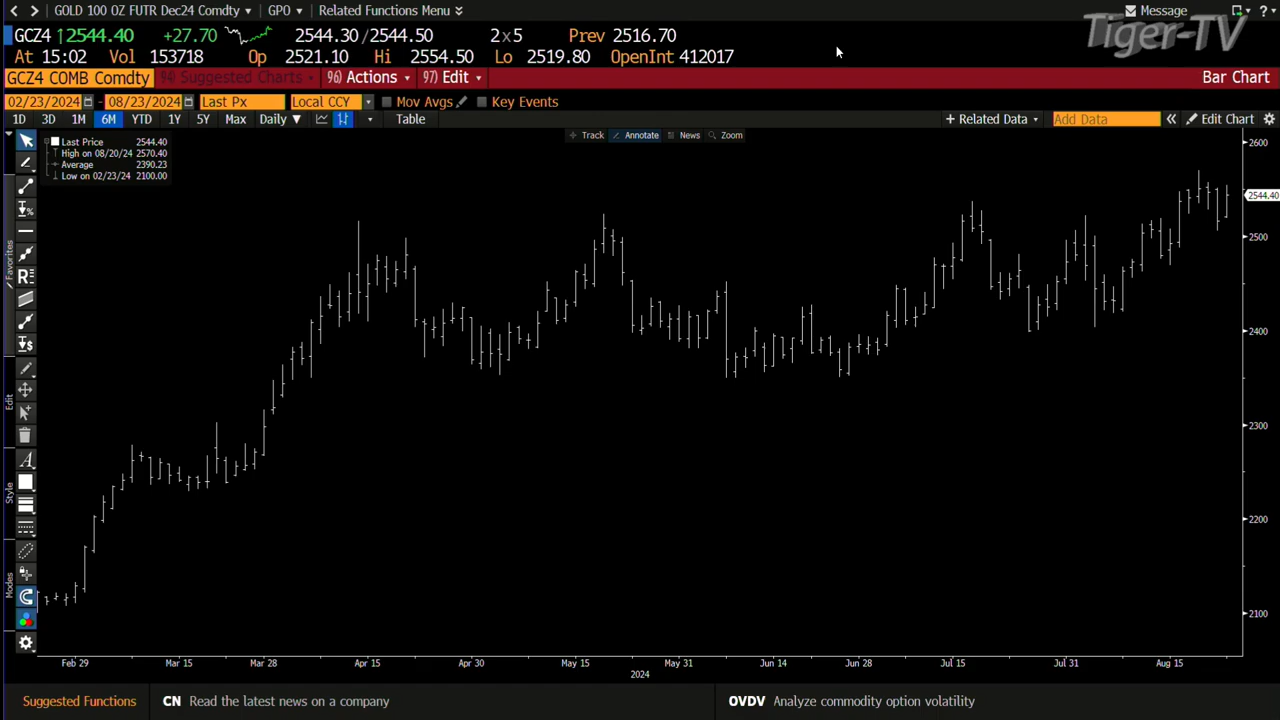 GOLD 100 OZ FUTR Dec24 Comdty GPO Related Functions Menu Message
Tiger-TV
GCZ4 ↑2544.40 +27.70 2544.30/2544.50 2x5 Prev 2516.70
At 15:02 Vol 153718 Op 2521.10 Hi 2554.50 Lo 2519.80 OpenInt 412017
GCZ4 COMB Comdty 94) Suggested Charts 96) Actions 97) Edit Bar Chart
02/23/2024 - 08/23/2024 Last Px Local CCY Mov Avgs Key Events
1D 3D 1M 6M YTD 1Y 5Y Max Daily ▼ Table + Related Data Add Data « Edit Chart
Track Annotate News Zoom
Last Price 2544.40
High on 08/20/24 2570.40
Average 2390.23
Low on 02/23/24 2100.00
Favorites
Edit
Style
Modes
2600
2544.40
2500
2400
2300
2200
2100
Feb 29 Mar 15 Mar 28 Apr 15 Apr 30 May 15 May 31 Jun 14 Jun 28 Jul 15 Jul 31 Aug 15
2024
Suggested Functions CN Read the latest news on a company OVDV Analyze commodity option volatility